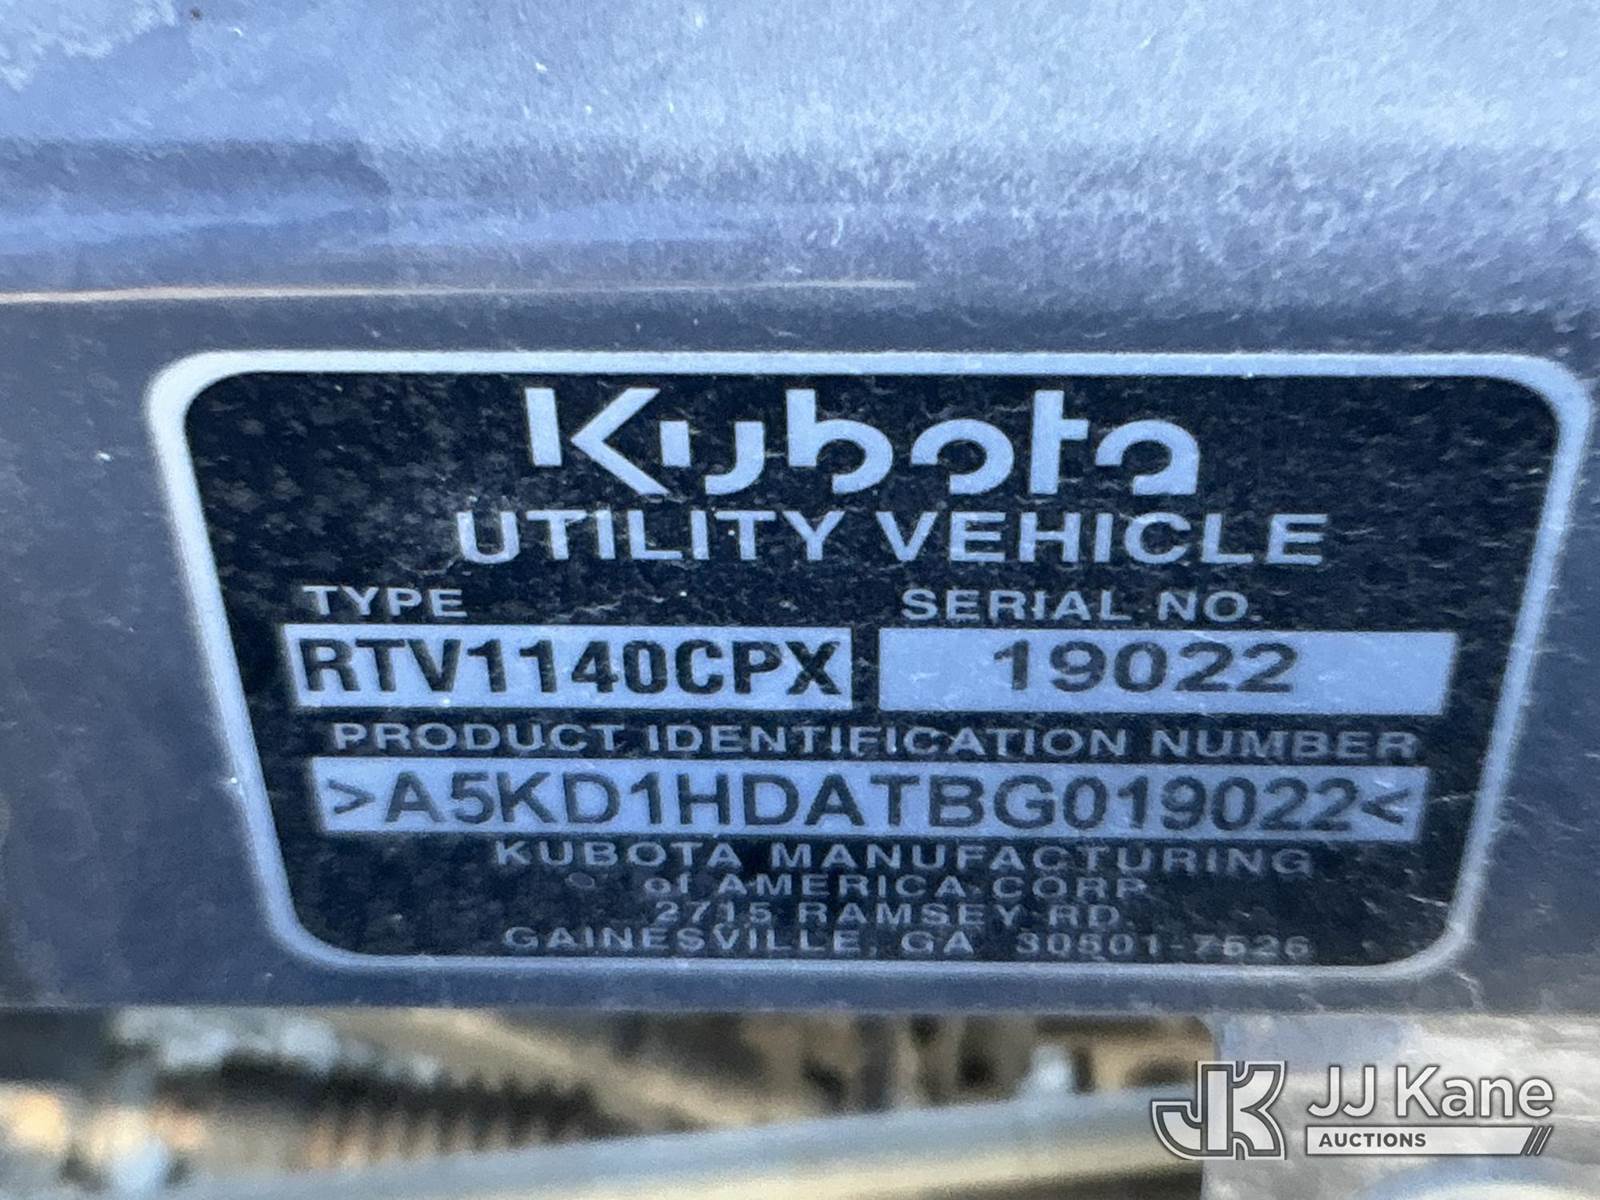 Kubota
UTILITY VEHICLE
TYPE SERIAL NO.
RTV1140CPX 19022
PRODUCT IDENTIFICATION NUMBER
>A5KD1HDATBG019022<
KUBOTA MANUFACTURING
of AMERICA CORP.
2715 RAMSEY RD.
GAINESVILLE, GA 30501-7526
JK JJ Kane
AUCTIONS